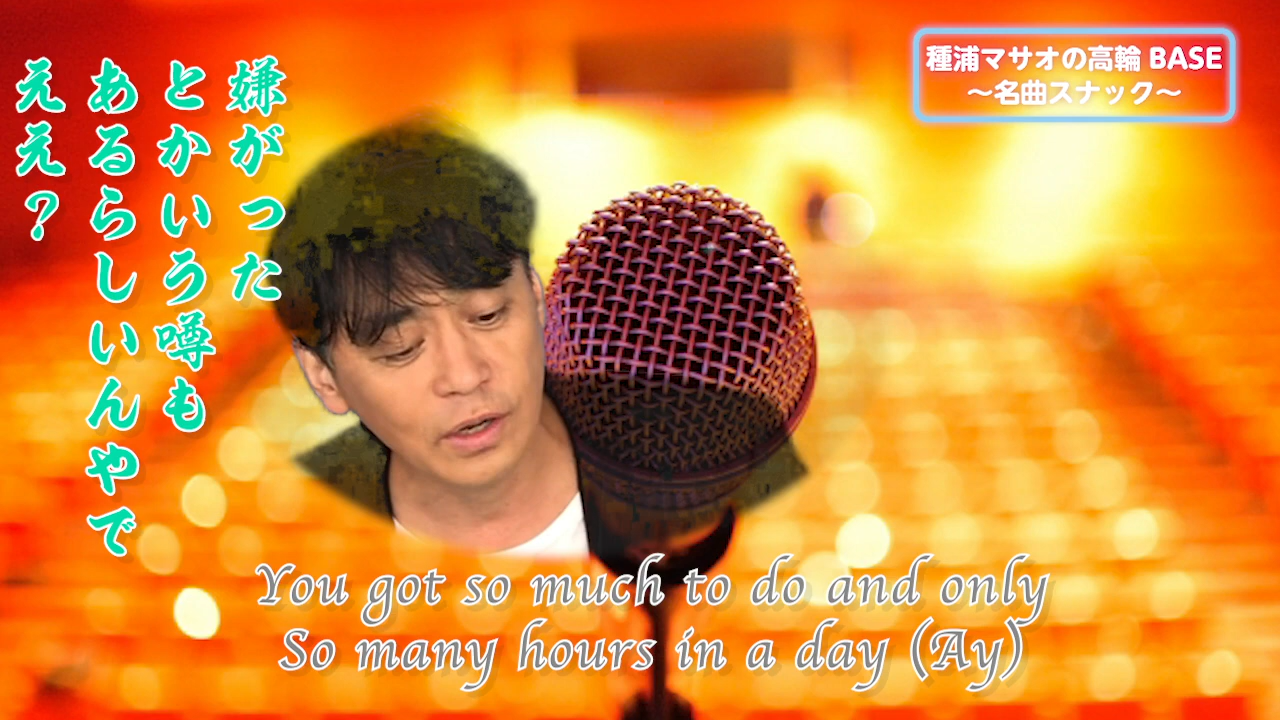 種浦マサオの高輪 BASE
～名曲スナック～
嫌がった
とかいう噂も
あるらしいんやで
ええ？
You got so much to do and only
So many hours in a day (Ay)